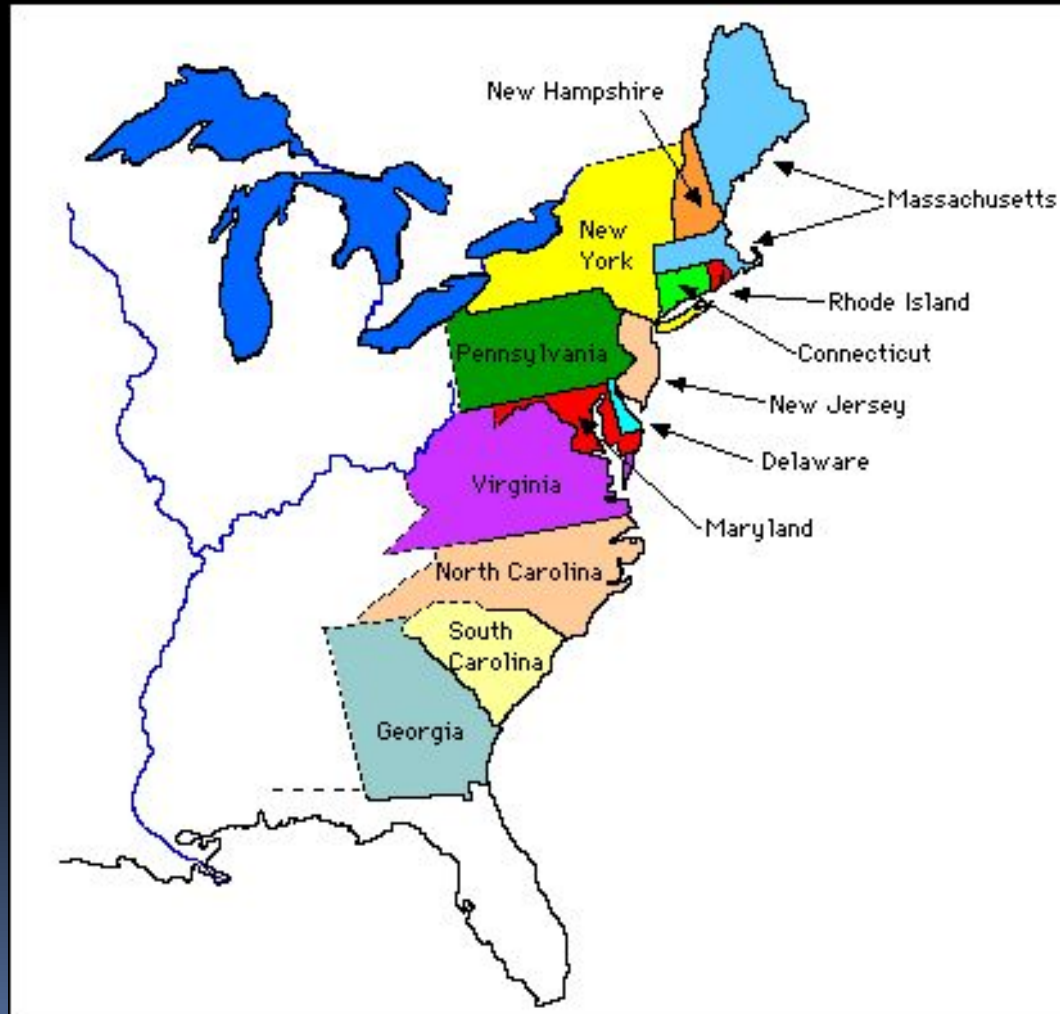 New Hampshire
Massachusetts
New
York
Rhode Island
Pennsylvania
Connecticut
New Jersey
Delaware
Virginia
Maryland
North Carolina
South
Carolina
Georgia